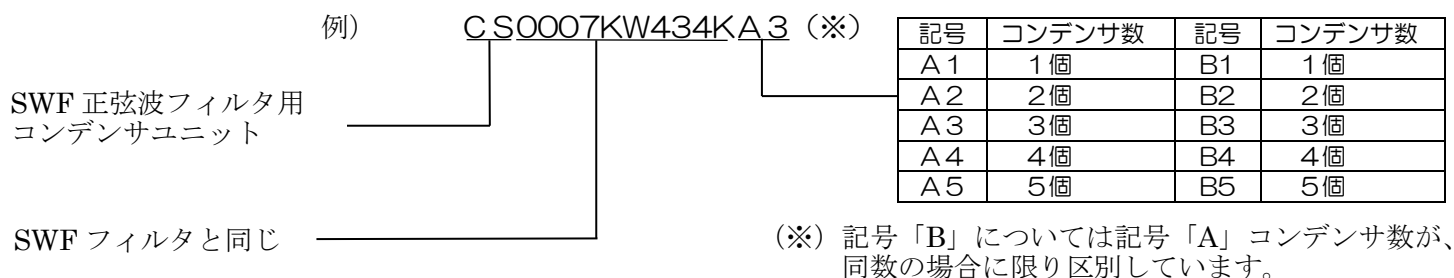 例) CS0007KW434KA3(※)
SWF 正弦波フィルタ用
コンデンサユニット
SWF フィルタと同じ
記号 コンデンサ数 記号 コンデンサ数
A1 1個 B1 1個
A2 2個 B2 2個
A3 3個 B3 3個
A4 4個 B4 4個
A5 5個 B5 5個
(※)記号「B」については記号「A」コンデンサ数が、
同数の場合に限り区別しています。